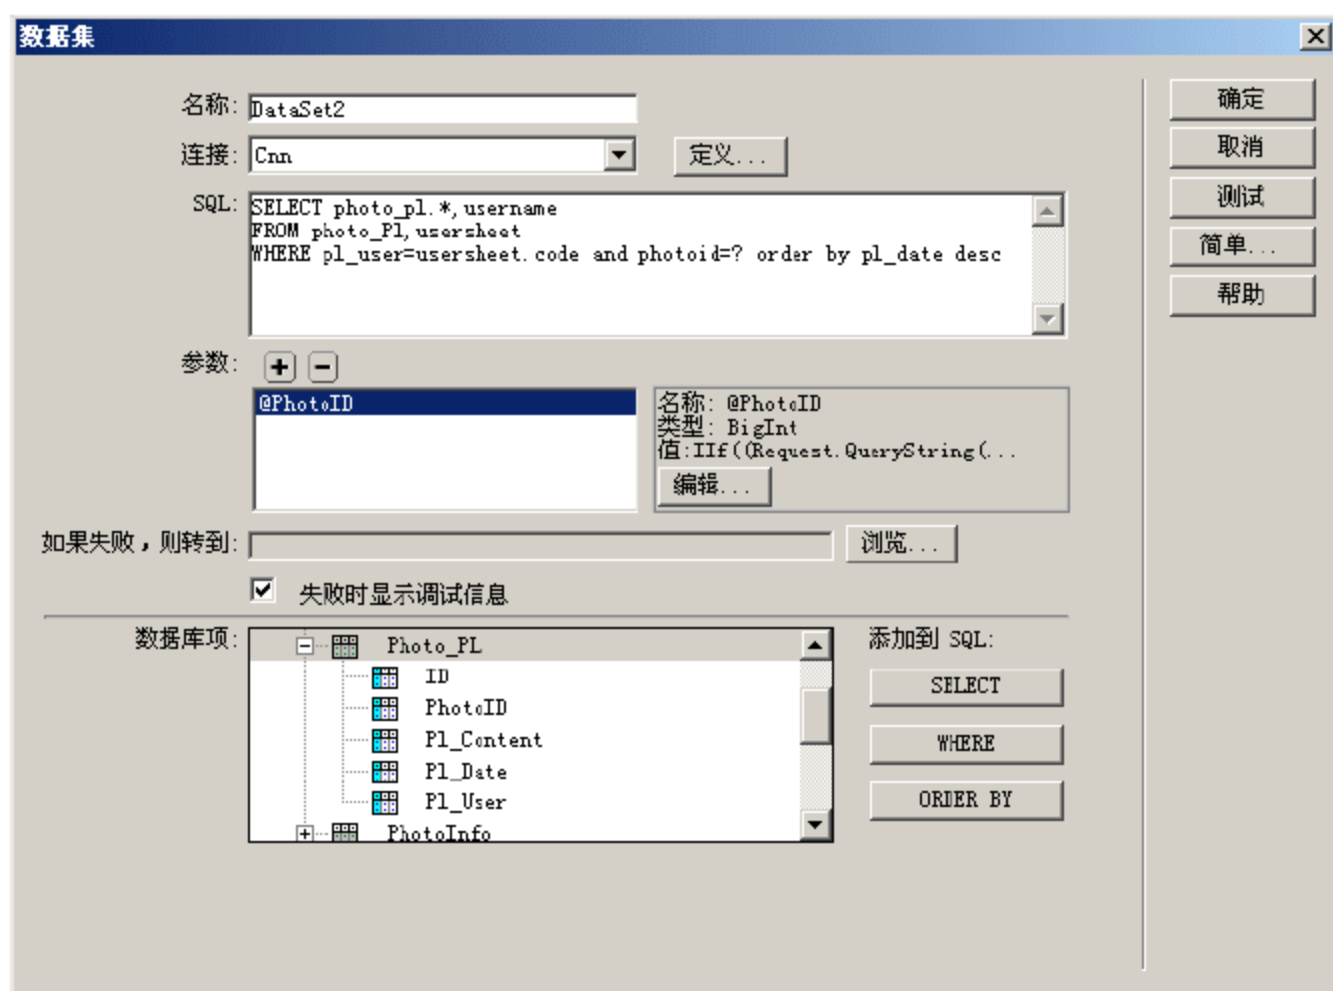 数据集
名称: DataSet2
连接: Cnn 定义...
SQL: SELECT photo_pl.*,username
FROM photo_Pl,usersheet
WHERE pl_user=usersheet.code and photoid=? order by pl_date desc
参数: + -
@PhotoID
名称: @PhotoID
类型: BigInt
值:IIf((Request.QueryString(...
编辑...
如果失败，则转到: 浏览...
失败时显示调试信息
数据库项:
Photo_PL
ID
PhotoID
Pl_Content
Pl_Date
Pl_User
PhotoInfo
添加到 SQL:
SELECT
WHERE
ORDER BY
确定
取消
测试
简单...
帮助